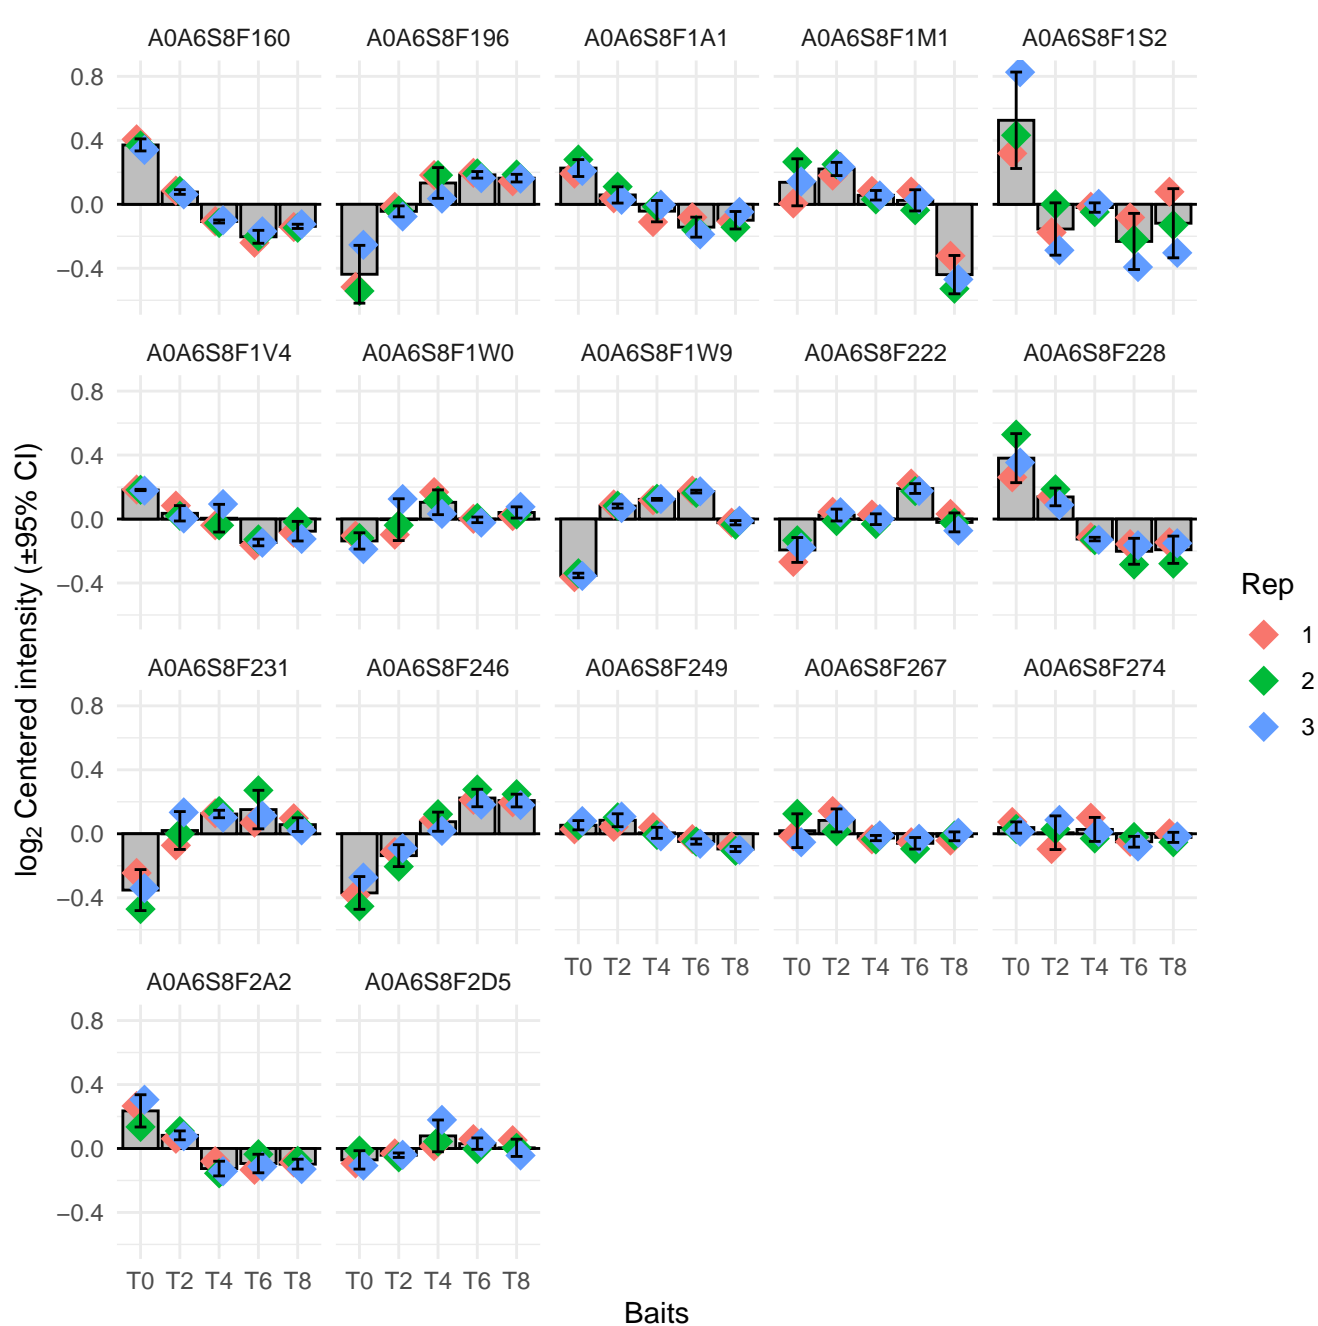 A0A6S8F160 A0A6S8F196 A0A6S8F1A1 A0A6S8F1M1 A0A6S8F1S2
0.8
0.4
0.0
−0.4
A0A6S8F1V4 A0A6S8F1W0 A0A6S8F1W9 A0A6S8F222 A0A6S8F228
0.8
0.4
0.0
−0.4
A0A6S8F231 A0A6S8F246 A0A6S8F249 A0A6S8F267 A0A6S8F274
0.8
0.4
0.0
−0.4
T0 T2 T4 T6 T8 T0 T2 T4 T6 T8 T0 T2 T4 T6 T8
A0A6S8F2A2 A0A6S8F2D5
0.8
0.4
0.0
−0.4
T0 T2 T4 T6 T8 T0 T2 T4 T6 T8
Baits
log2 Centered intensity (±95% CI)
Rep
1
2
3